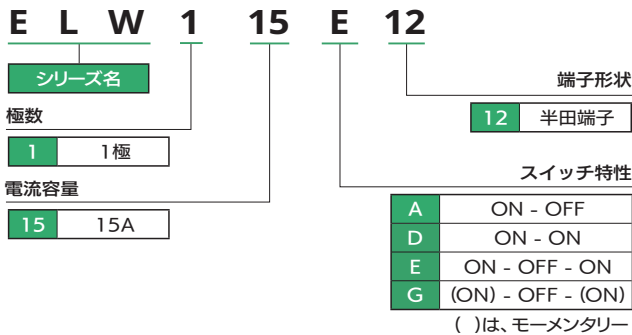 E L W 1 15 E 12
シリーズ名
端子形状
12 半田端子
極数
1 1極
電流容量
15 15A
スイッチ特性
A ON - OFF
D ON - ON
E ON - OFF - ON
G (ON) - OFF - (ON)
( )は、モーメンタリー